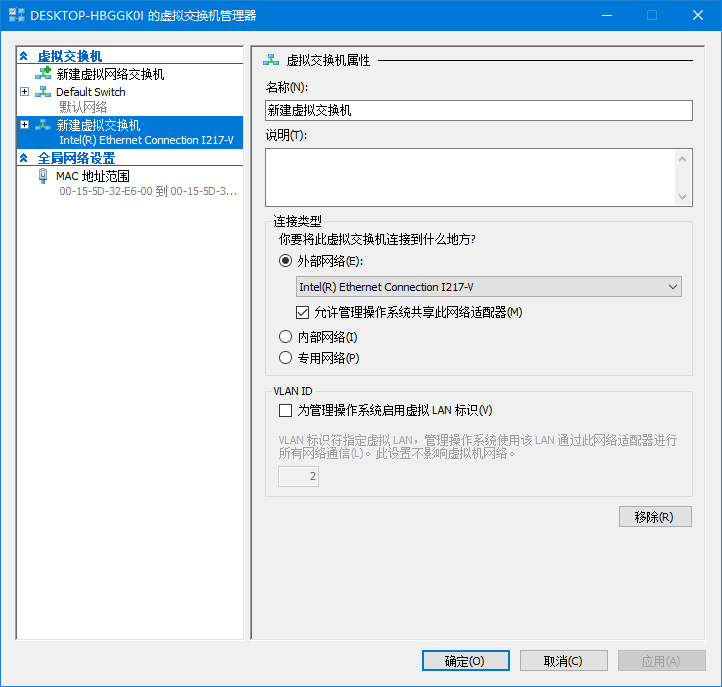 DESKTOP-HBGGK0I 的虚拟交换机管理器
虚拟交换机
新建虚拟网络交换机
Default Switch
默认网络
新建虚拟交换机
Intel(R) Ethernet Connection I217-V
全局网络设置
MAC 地址范围
00-15-5D-32-E6-00 到 00-15-5D-3...
虚拟交换机属性
名称(N):
新建虚拟交换机
说明(T):
连接类型
你要将此虚拟交换机连接到什么地方?
外部网络(E):
Intel(R) Ethernet Connection I217-V
允许管理操作系统共享此网络适配器(M)
内部网络(I)
专用网络(P)
VLAN ID
为管理操作系统启用虚拟 LAN 标识(V)
VLAN 标识符指定虚拟 LAN，管理操作系统使用该 LAN 通过此网络适配器进行
所有网络通信(L)。此设置不影响虚拟机网络。
2
移除(R)
确定(O)
取消(C)
应用(A)